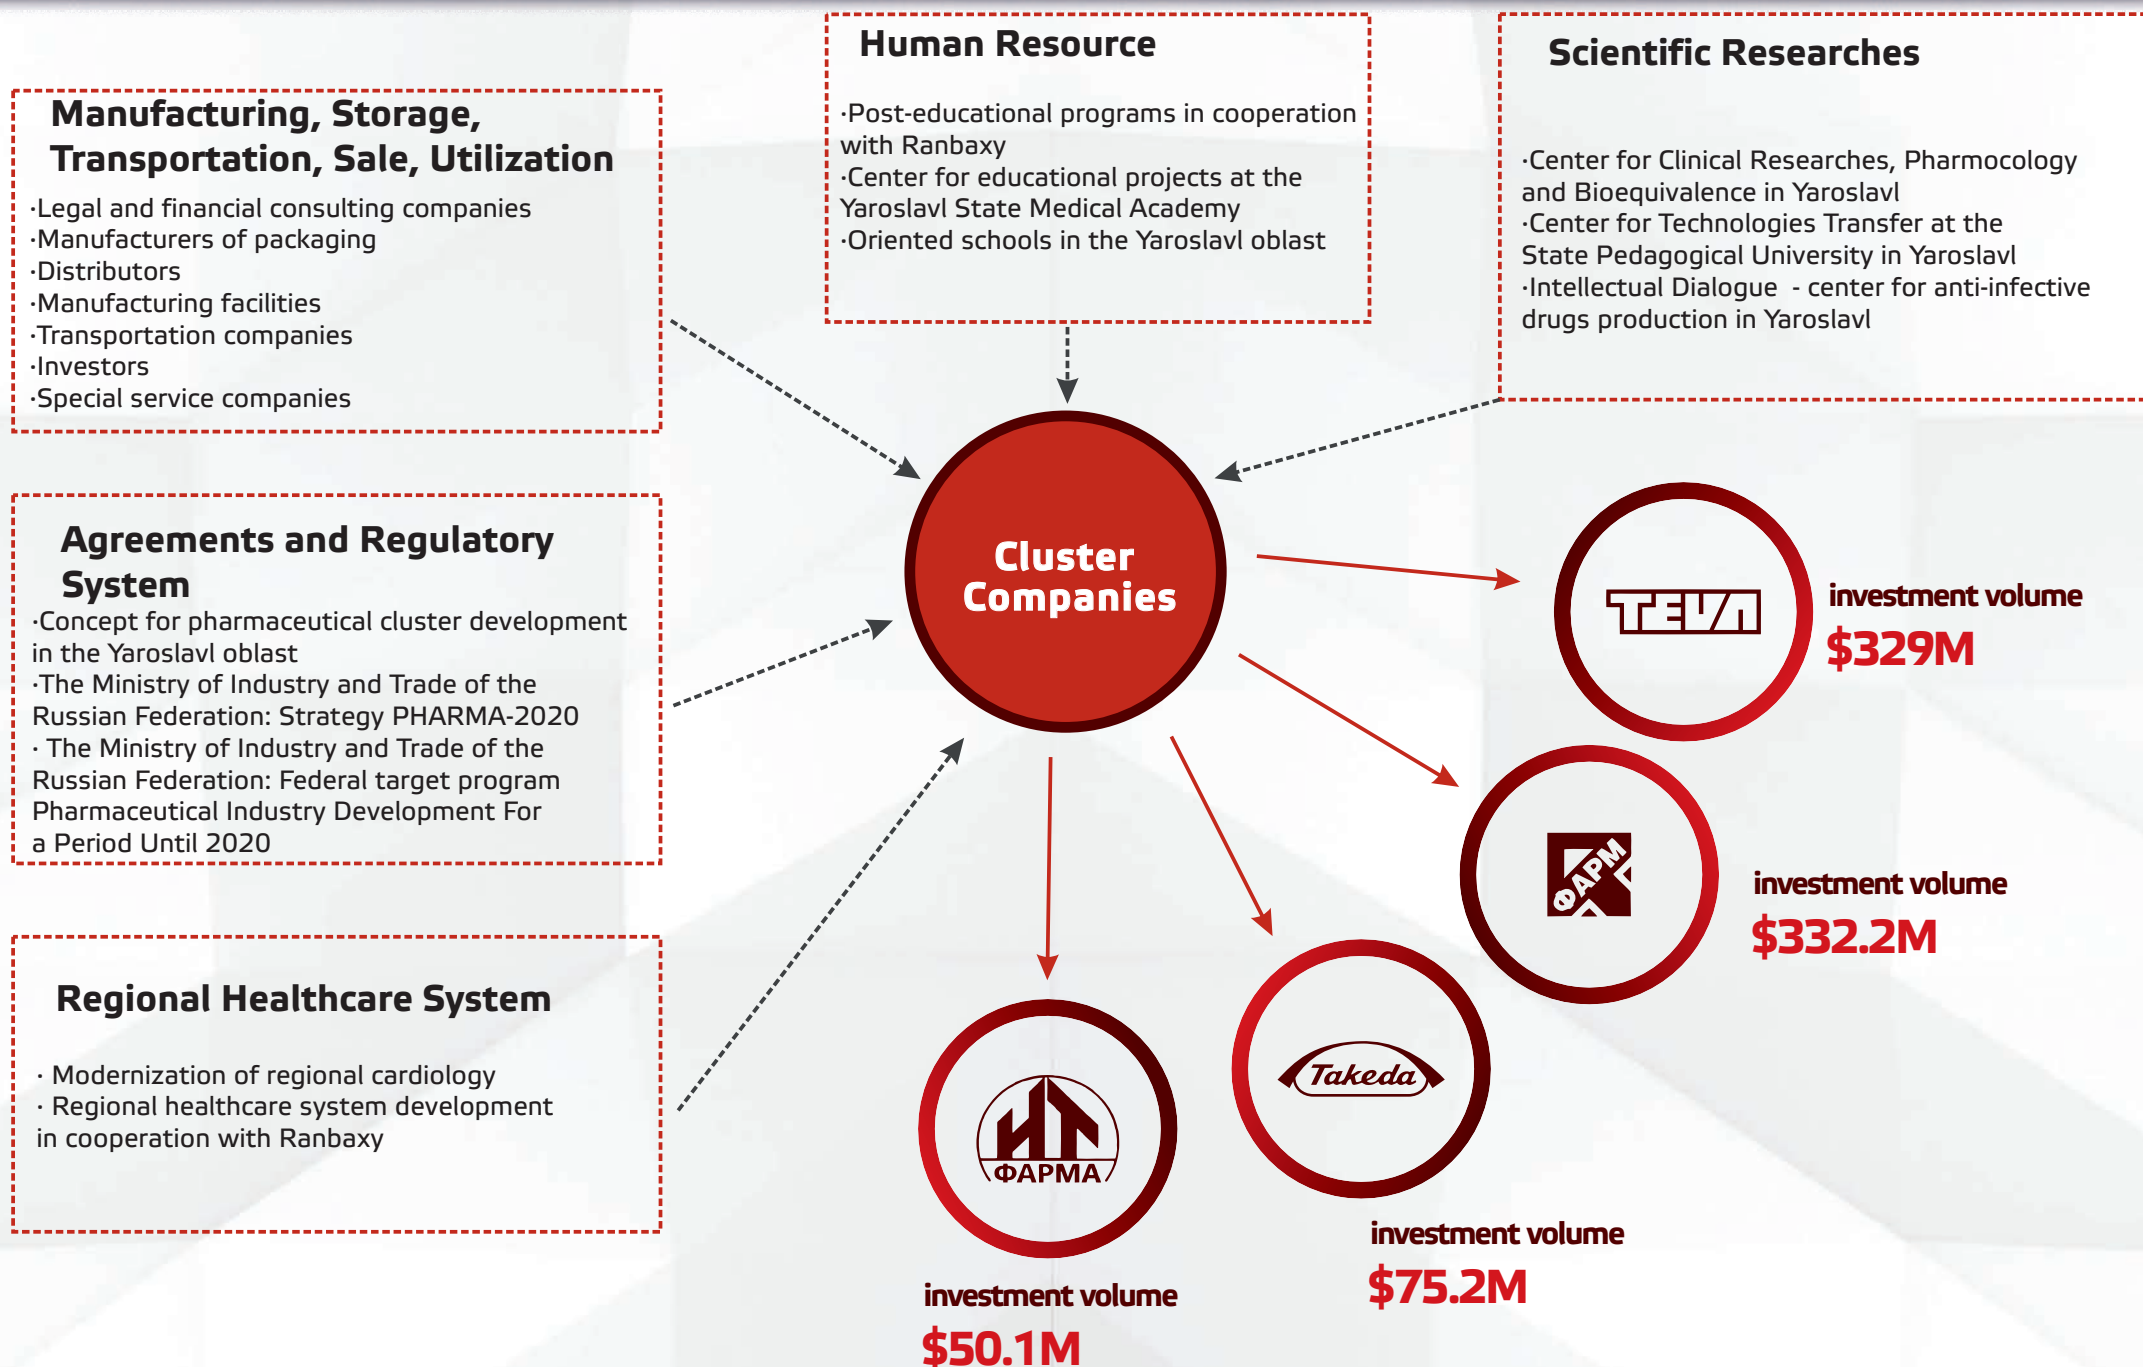 Human Resource
·Post-educational programs in cooperation
with Ranbaxy
·Center for educational projects at the
Yaroslavl State Medical Academy
·Oriented schools in the Yaroslavl oblast
Scientific Researches
·Center for Clinical Researches, Pharmocology
and Bioequivalence in Yaroslavl
·Center for Technologies Transfer at the
State Pedagogical University in Yaroslavl
·Intellectual Dialogue - center for anti-infective
drugs production in Yaroslavl
Manufacturing, Storage,
Transportation, Sale, Utilization
·Legal and financial consulting companies
·Manufacturers of packaging
·Distributors
·Manufacturing facilities
·Transportation companies
·Investors
·Special service companies
Agreements and Regulatory
System
·Concept for pharmaceutical cluster development
in the Yaroslavl oblast
·The Ministry of Industry and Trade of the
Russian Federation: Strategy PHARMA-2020
· The Ministry of Industry and Trade of the
Russian Federation: Federal target program
Pharmaceutical Industry Development For
a Period Until 2020
Regional Healthcare System
· Modernization of regional cardiology
· Regional healthcare system development
in cooperation with Ranbaxy
Cluster
Companies
TEVA
investment volume
$329M
ФАРМ
investment volume
$332.2M
Takeda
investment volume
$75.2M
НТ
ФАРМА
investment volume
$50.1M